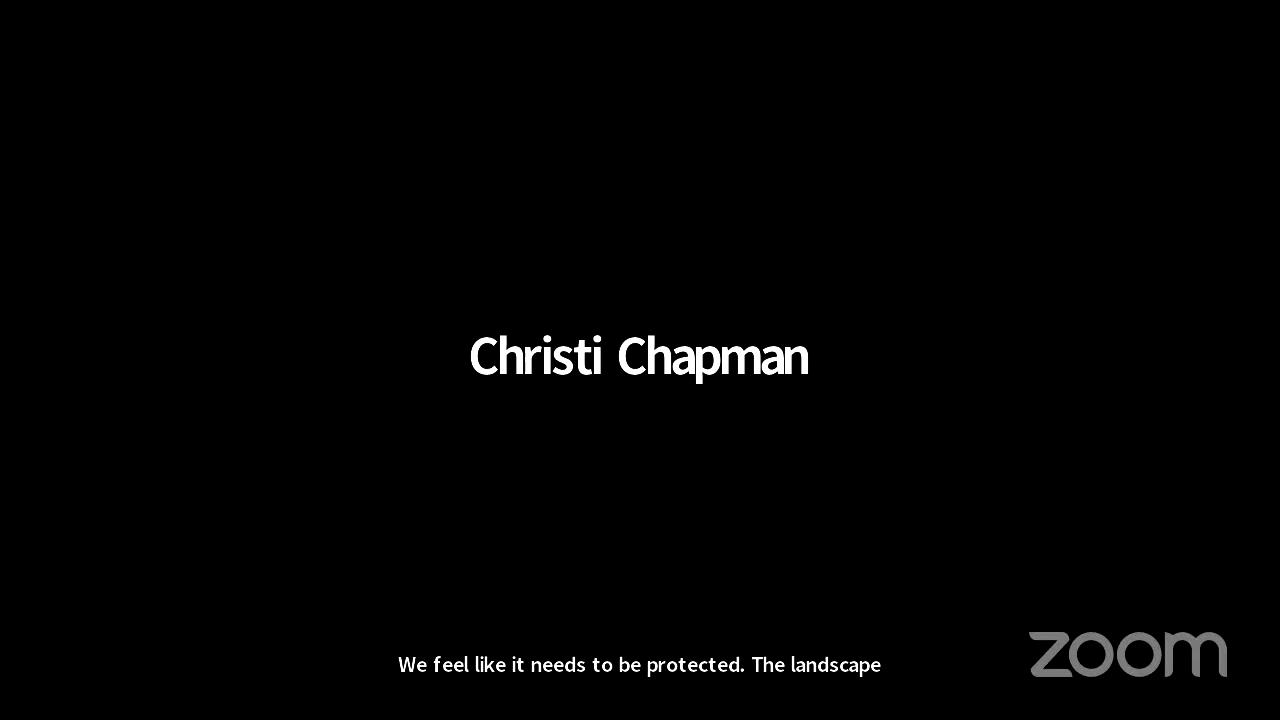 Christi Chapman
We feel like it needs to be protected. The landscape
zoom